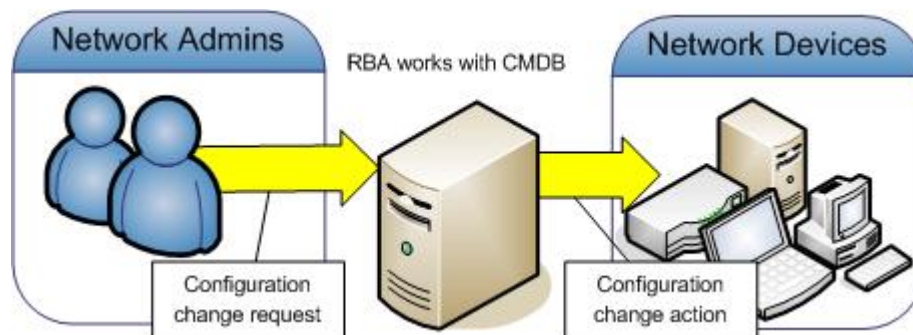 Network Admins
RBA works with CMDB
Network Devices
Configuration
change request
Configuration
change action